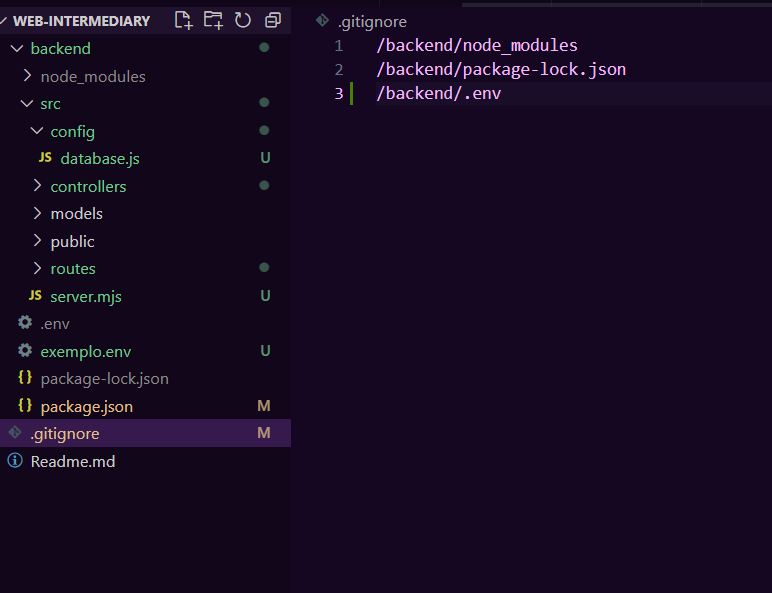 WEB-INTERMEDIARY
backend
node_modules
src
config
JS database.js U
controllers
models
public
routes
JS server.mjs U
.env
exemplo.env U
{} package-lock.json
{} package.json M
.gitignore M
Readme.md
.gitignore
1 /backend/node_modules
2 /backend/package-lock.json
3 /backend/.env